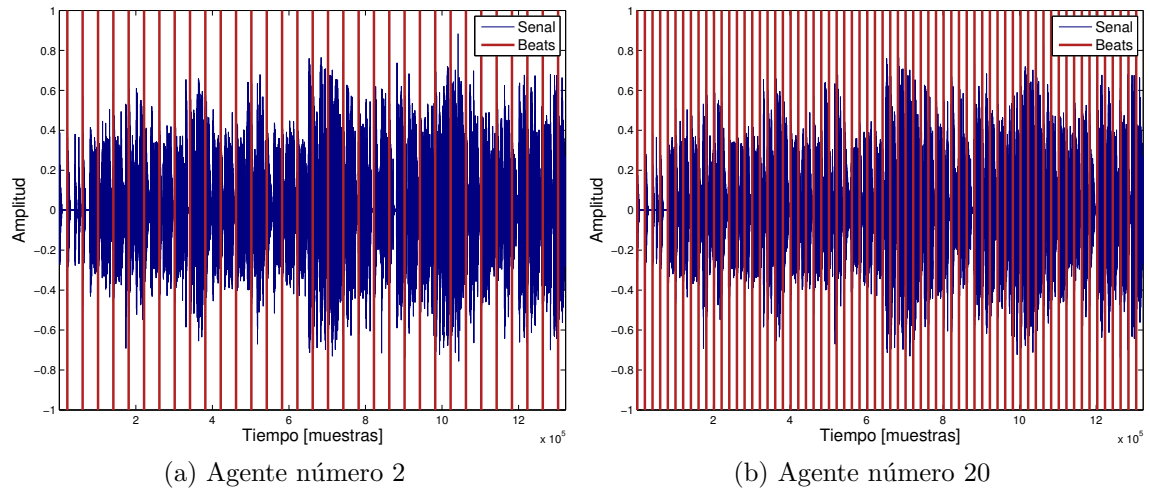 1
0.8
0.6
0.4
0.2
0
−0.2
−0.4
−0.6
−0.8
−1
Amplitud
Senal
Beats
2 4 6 8 10 12
x 10^5
Tiempo [muestras]
(a) Agente número 2
1
0.8
0.6
0.4
0.2
0
−0.2
−0.4
−0.6
−0.8
−1
Amplitud
Senal
Beats
2 4 6 8 10 12
x 10^5
Tiempo [muestras]
(b) Agente número 20